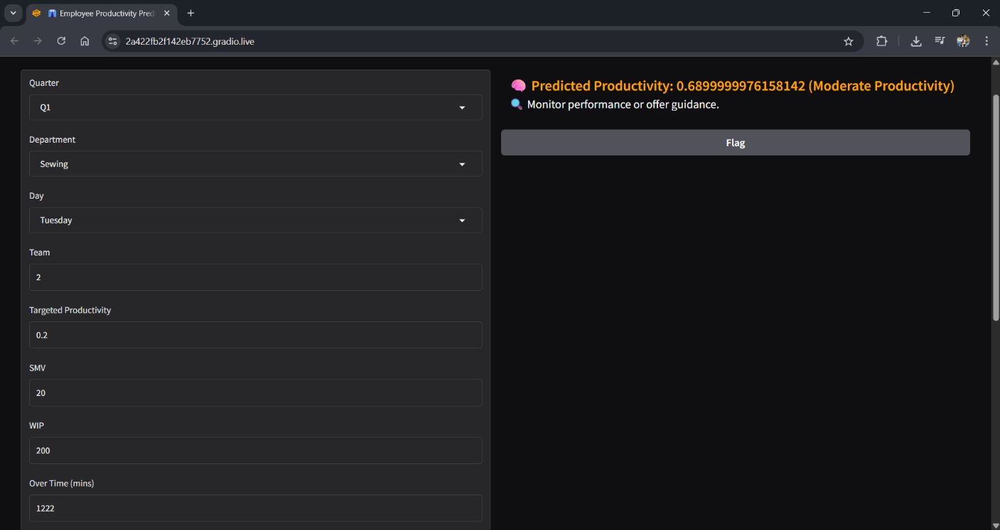 Employee Productivity Pred
2a422fb2f142eb7752.gradio.live
Quarter
Q1
Department
Sewing
Day
Tuesday
Team
2
Targeted Productivity
0.2
SMV
20
WIP
200
Over Time (mins)
1222
Predicted Productivity: 0.6899999976158142 (Moderate Productivity)
Monitor performance or offer guidance.
Flag